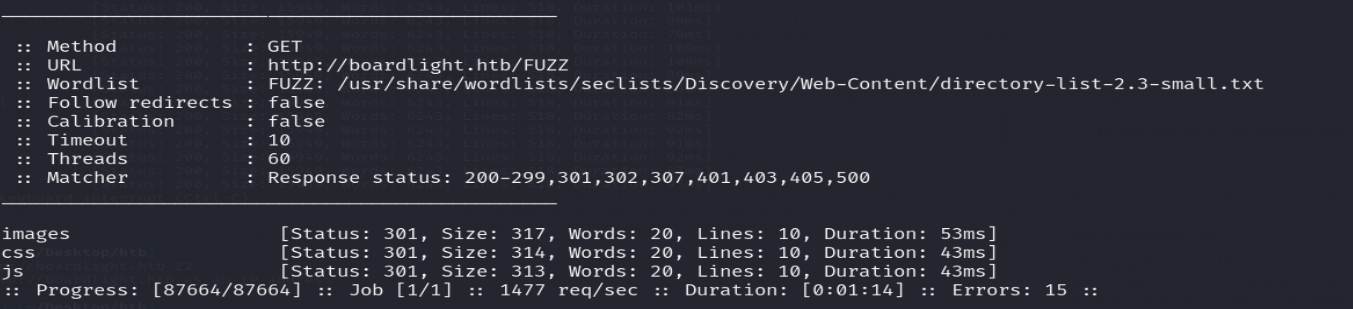 :: Method : GET
:: URL : http://boardlight.htb/FUZZ
:: Wordlist : FUZZ: /usr/share/wordlists/seclists/Discovery/Web-Content/directory-list-2.3-small.txt
:: Follow redirects : false
:: Calibration : false
:: Timeout : 10
:: Threads : 60
:: Matcher : Response status: 200-299,301,302,307,401,403,405,500
images [Status: 301, Size: 317, Words: 20, Lines: 10, Duration: 53ms]
css [Status: 301, Size: 314, Words: 20, Lines: 10, Duration: 43ms]
js [Status: 301, Size: 313, Words: 20, Lines: 10, Duration: 43ms]
:: Progress: [87664/87664] :: Job [1/1] :: 1477 req/sec :: Duration: [0:01:14] :: Errors: 15 ::